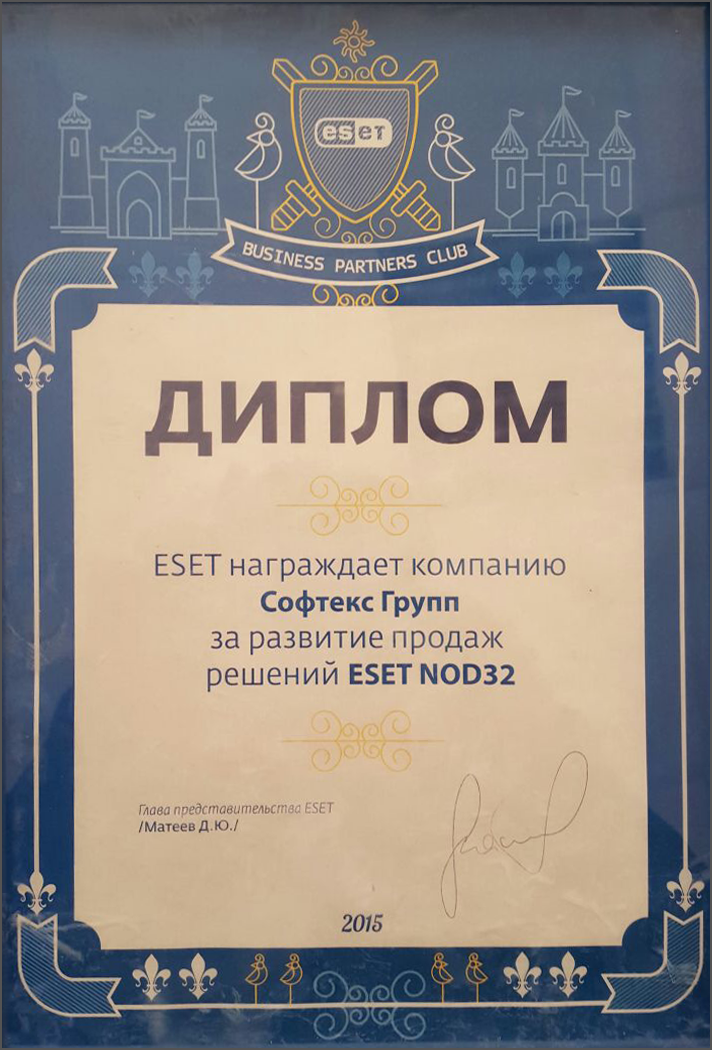 eset
BUSINESS PARTNERS CLUB
ДИПЛОМ
ESET награждает компанию
Софтекс Групп
за развитие продаж
решений ESET NOD32
Глава представительства ESET
/Матеев Д.Ю./
2015